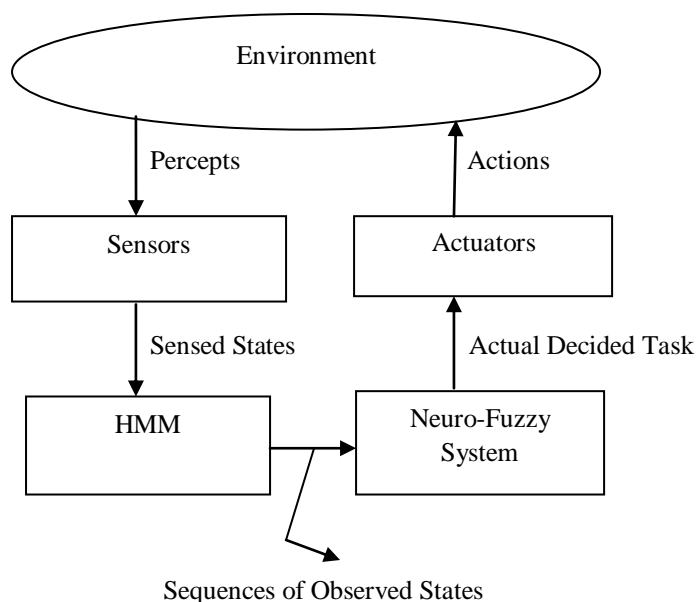 Environment
Percepts
Actions
Sensors
Actuators
Sensed States
Actual Decided Task
HMM
Neuro-Fuzzy
System
Sequences of Observed States